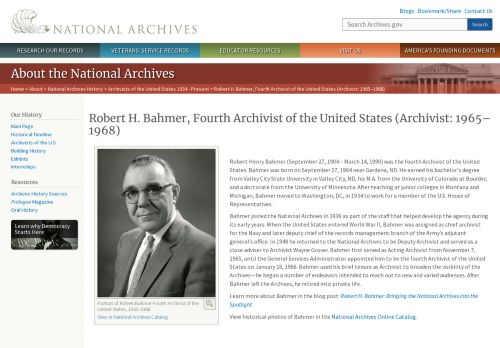 Blogs · Bookmark/Share · Contact Us
NATIONAL ARCHIVES
Search Archives.gov
Search
RESEARCH OUR RECORDS
VETERANS' SERVICE RECORDS
EDUCATOR RESOURCES
VISIT US
AMERICA'S FOUNDING DOCUMENTS
About the National Archives
Home > About > National Archives History > Archivists of the United States 1934 - Present > Robert H. Bahmer, Fourth Archivist of the United States (Archivist: 1965–1968)
Our History
Main Page
Historical Timeline
Archivists of the U.S.
Building History
Exhibits
Internships
Resources
Archives History Sources
Prologue Magazine
Oral History
Learn why Democracy
Starts Here
Robert H. Bahmer, Fourth Archivist of the United States (Archivist: 1965–
1968)
Portrait of Robert Bahmer Fourth Archivist of the
United States, 1965-1968.
View in National Archives Catalog
Robert Henry Bahmer (September 27, 1904 – March 14, 1990) was the fourth Archivist of the United
States. Bahmer was born on September 27, 1904 near Gardena, ND. He earned his bachelor's degree
from Valley City State University in Valley City, ND, his M.A. from the University of Colorado at Boulder,
and a doctorate from the University of Minnesota. After teaching at junior colleges in Montana and
Michigan, Bahmer moved to Washington, DC, in 1934 to work for a member of the U.S. House of
Representatives.
Bahmer joined the National Archives in 1936 as part of the staff that helped develop the agency during
its early years. When the United States entered World War II, Bahmer was assigned as chief archivist
for the Navy and later deputy chief of the records management branch of the Army's adjutant
general's office. In 1948 he returned to the National Archives to be Deputy Archivist and served as a
close adviser to Archivist Wayne Grover. Bahmer first served as Acting Archivist from November 7,
1965, until the General Services Administrator appointed him to be the fourth Archivist of the United
States on January 16, 1966. Bahmer used his brief tenure as Archivist to broaden the visibility of the
Archives—he began a number of endeavors intended to reach out to new and varied audiences. After
Bahmer left the Archives, he retired into private life.
Learn more about Bahmer in the blog post: Robert H. Bahmer: Bringing the National Archives into the
Spotlight.
View historical photos of Bahmer in the National Archives Online Catalog.